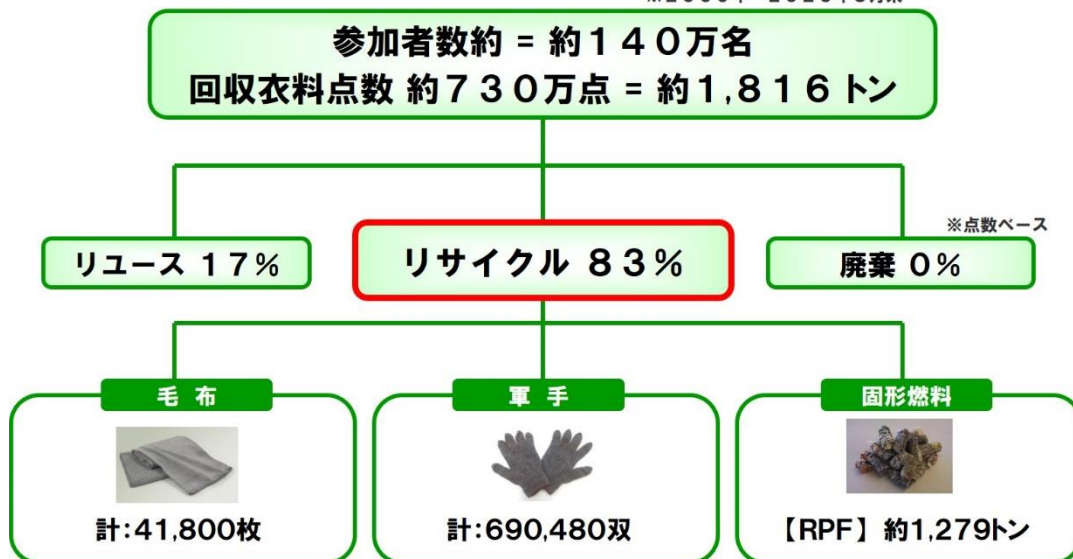 参加者数約 = 約１４０万名
回収衣料点数 約７３０万点 = 約1,８１６トン
※点数ベース
リユース １７％
リサイクル ８３％
廃棄 ０％
毛 布
軍 手
固形燃料
計：41,800枚
計：690,480双
【RPF】 約1,279トン